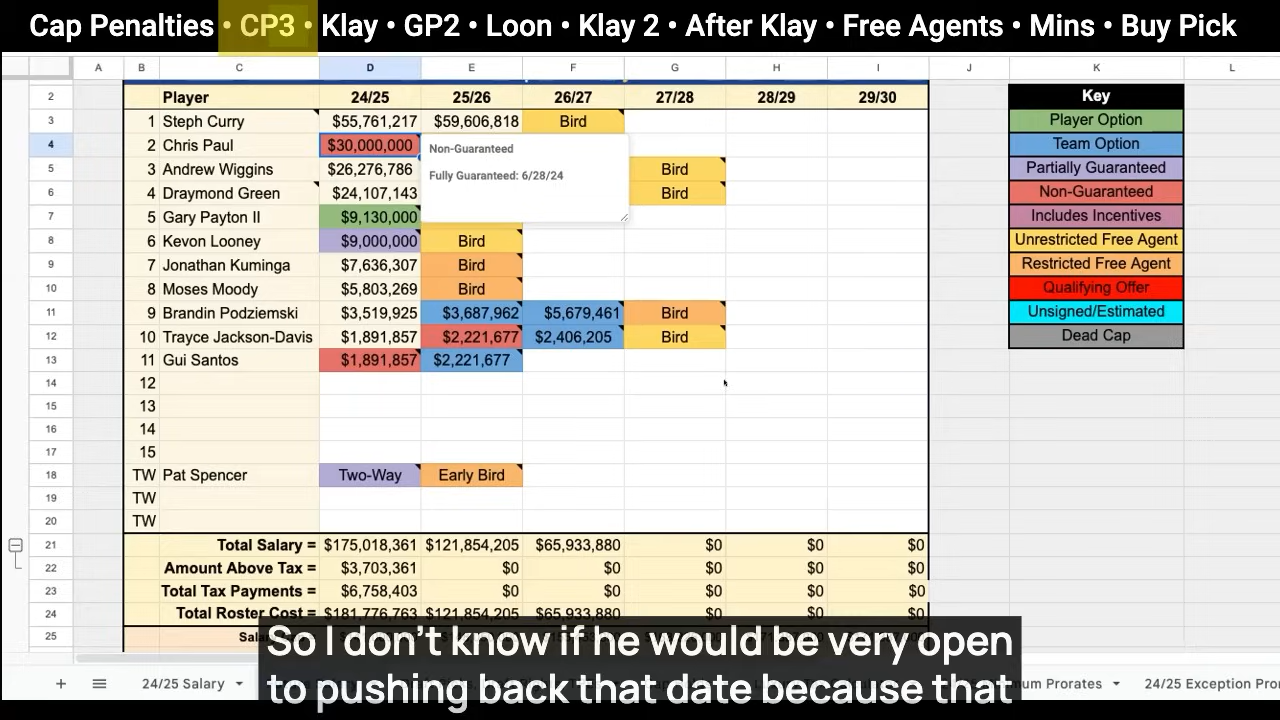 Cap Penalties • CP3 • Klay • GP2 • Loon • Klay 2 • After Klay • Free Agents • Mins • Buy Pick
A B C D E F G H I J K L
2 Player 24/25 25/26 26/27 27/28 28/29 29/30 Key
3 1 Steph Curry $55,761,217 $59,606,818 Bird Player Option
4 2 Chris Paul $30,000,000 Non-Guaranteed Team Option
5 3 Andrew Wiggins $26,276,786 Fully Guaranteed: 6/28/24 Bird Partially Guaranteed
6 4 Draymond Green $24,107,143 Bird Non-Guaranteed
7 5 Gary Payton II $9,130,000 Includes Incentives
8 6 Kevon Looney $9,000,000 Bird Unrestricted Free Agent
9 7 Jonathan Kuminga $7,636,307 Bird Restricted Free Agent
10 8 Moses Moody $5,803,269 Bird Qualifying Offer
11 9 Brandin Podziemski $3,519,925 $3,687,962 $5,679,461 Bird Unsigned/Estimated
12 10 Trayce Jackson-Davis $1,891,857 $2,221,677 $2,406,205 Bird Dead Cap
13 11 Gui Santos $1,891,857 $2,221,677
14 12
15 13
16 14
17 15
18 TW Pat Spencer Two-Way Early Bird
19 TW
20 TW
21 Total Salary = $175,018,361 $121,854,205 $65,933,880 $0 $0 $0
22 Amount Above Tax = $3,703,361 $0 $0 $0 $0 $0
23 Total Tax Payments = $6,758,403 $0 $0 $0 $0 $0
24 Total Roster Cost = $181,776,763 $121,854,205 $65,933,880 $0 $0 $0
25
So I don't know if he would be very open
to pushing back that date because that
+ 24/25 Salary Prorates 24/25 Exception Pror